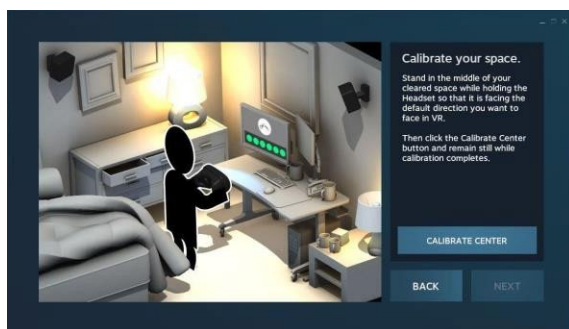 Calibrate your space.
Stand in the middle of your
cleared space while holding the
Headset so that it is facing the
default direction you want to
face in VR.
Then click the Calibrate Center
button and remain still while
calibration completes.
CALIBRATE CENTER
BACK
NEXT